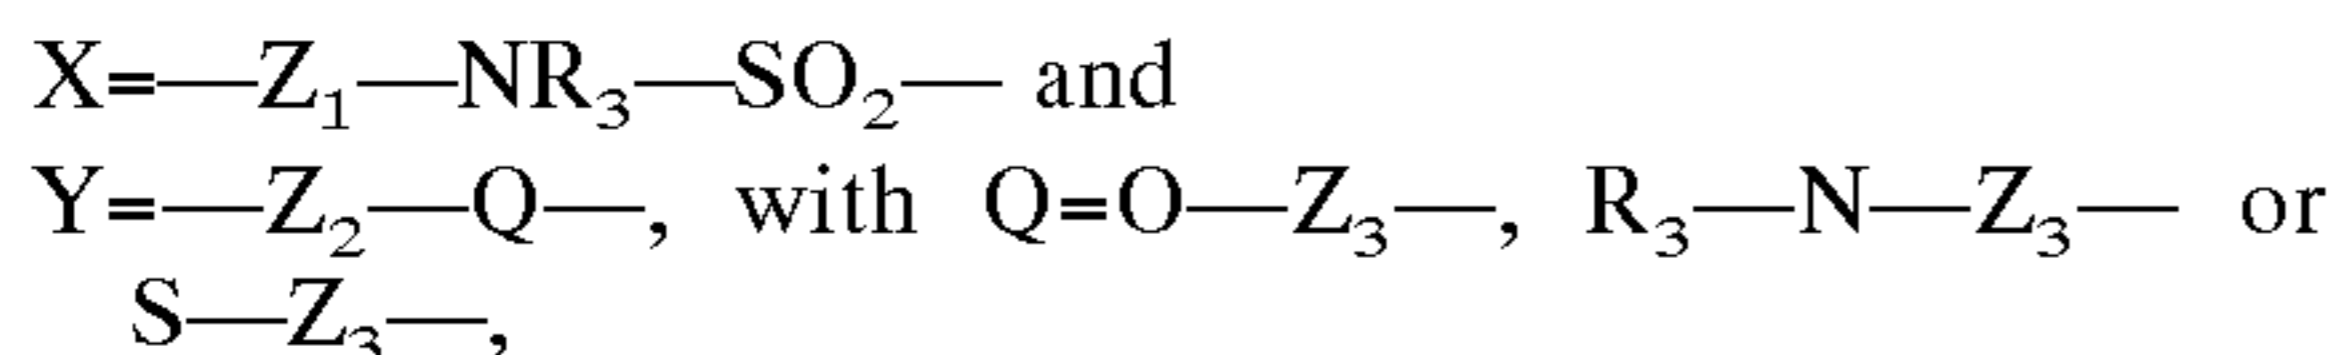 X=—Z₁—NR₃—SO₂— and
Y=—Z₂—Q—, with Q=O—Z₃—, R₃—N—Z₃— or
S—Z₃—,